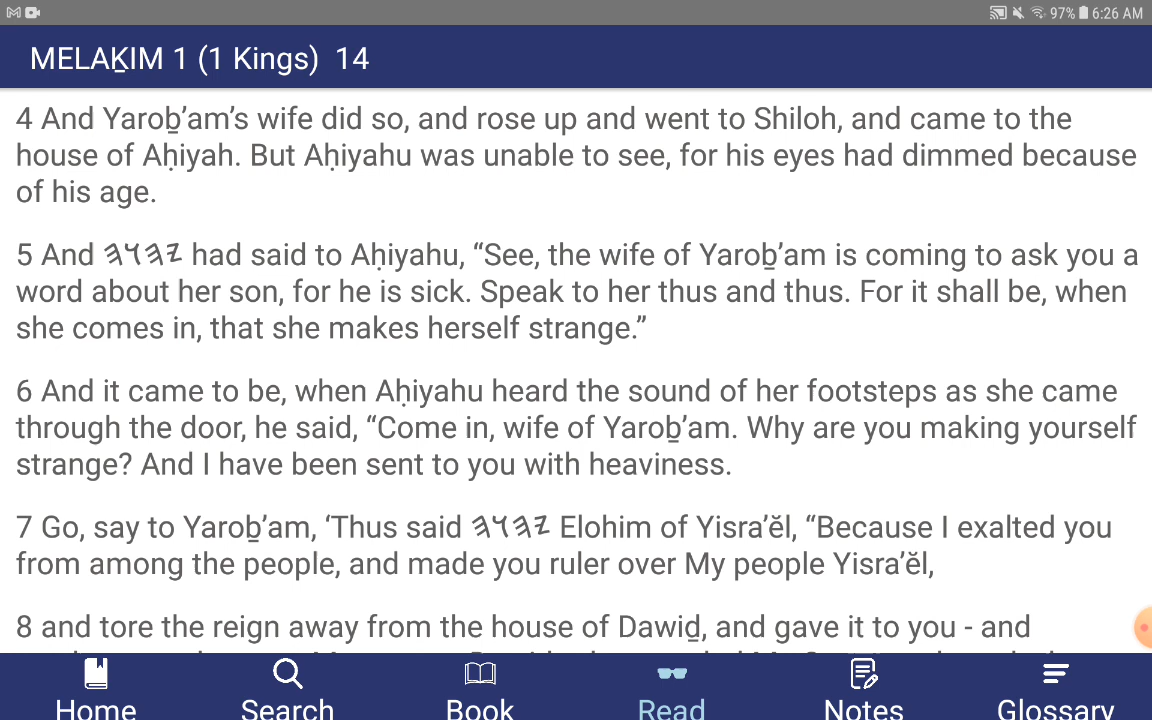 97% 6:26 AM
MELAḴIM 1 (1 Kings) 14
4 And Yaroḇ’am’s wife did so, and rose up and went to Shiloh, and came to the
house of Aḥiyah. But Aḥiyahu was unable to see, for his eyes had dimmed because
of his age.
5 And 𐤉𐤄𐤅𐤄 had said to Aḥiyahu, “See, the wife of Yaroḇ’am is coming to ask you a
word about her son, for he is sick. Speak to her thus and thus. For it shall be, when
she comes in, that she makes herself strange.”
6 And it came to be, when Aḥiyahu heard the sound of her footsteps as she came
through the door, he said, “Come in, wife of Yaroḇ’am. Why are you making yourself
strange? And I have been sent to you with heaviness.
7 Go, say to Yaroḇ’am, ‘Thus said 𐤉𐤄𐤅𐤄 Elohim of Yisra’ĕl, “Because I exalted you
from among the people, and made you ruler over My people Yisra’ĕl,
8 and tore the reign away from the house of Dawiḏ, and gave it to you - and
Home Search Book Read Notes Glossary